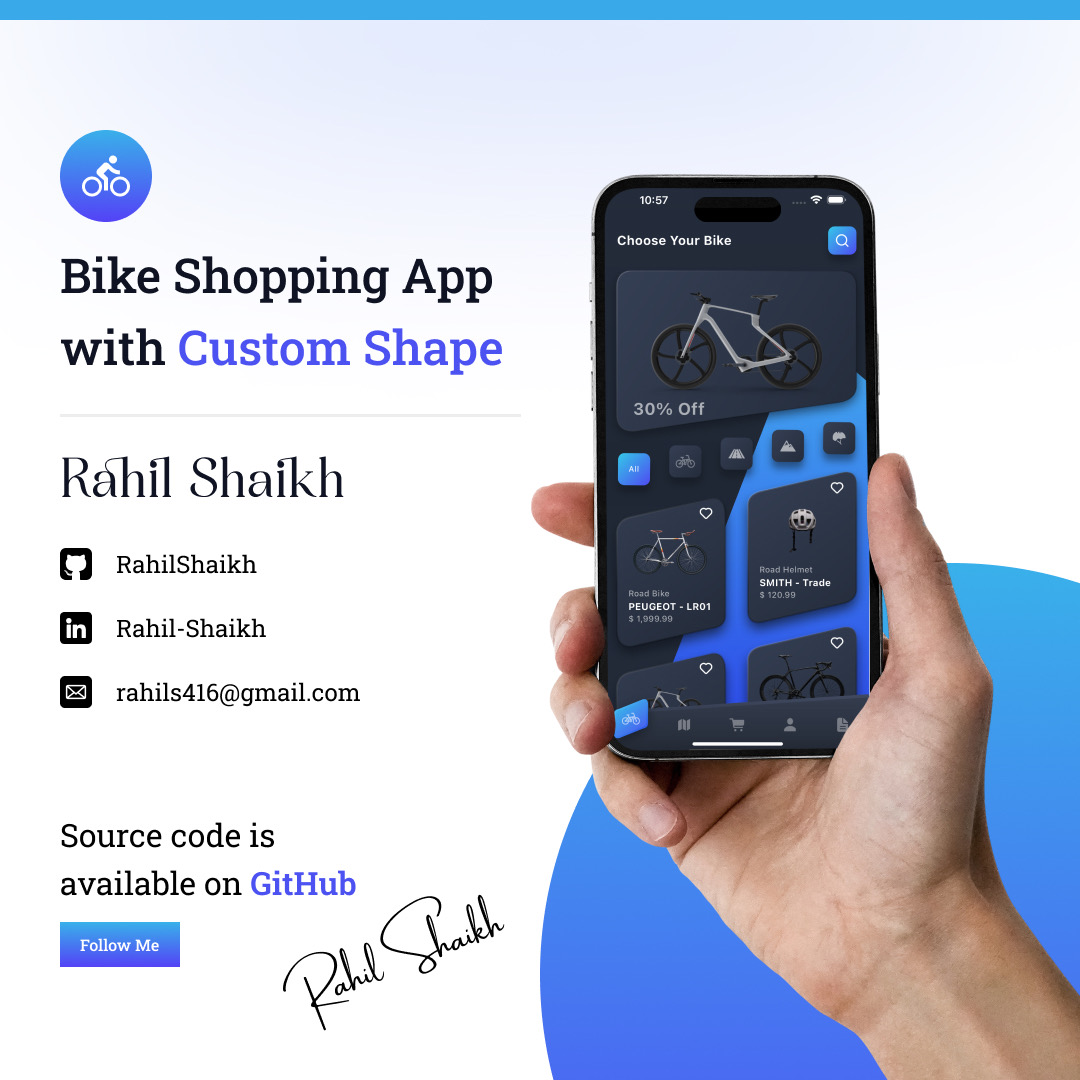 Bike Shopping App
with Custom Shape
Rahil Shaikh
RahilShaikh
Rahil-Shaikh
rahils416@gmail.com
Source code is
available on GitHub
Follow Me
Rahil Shaikh
10:57
Choose Your Bike
30% Off
All
Road Bike
PEUGEOT - LR01
$ 1,999.99
Road Helmet
SMITH - Trade
$ 120.99